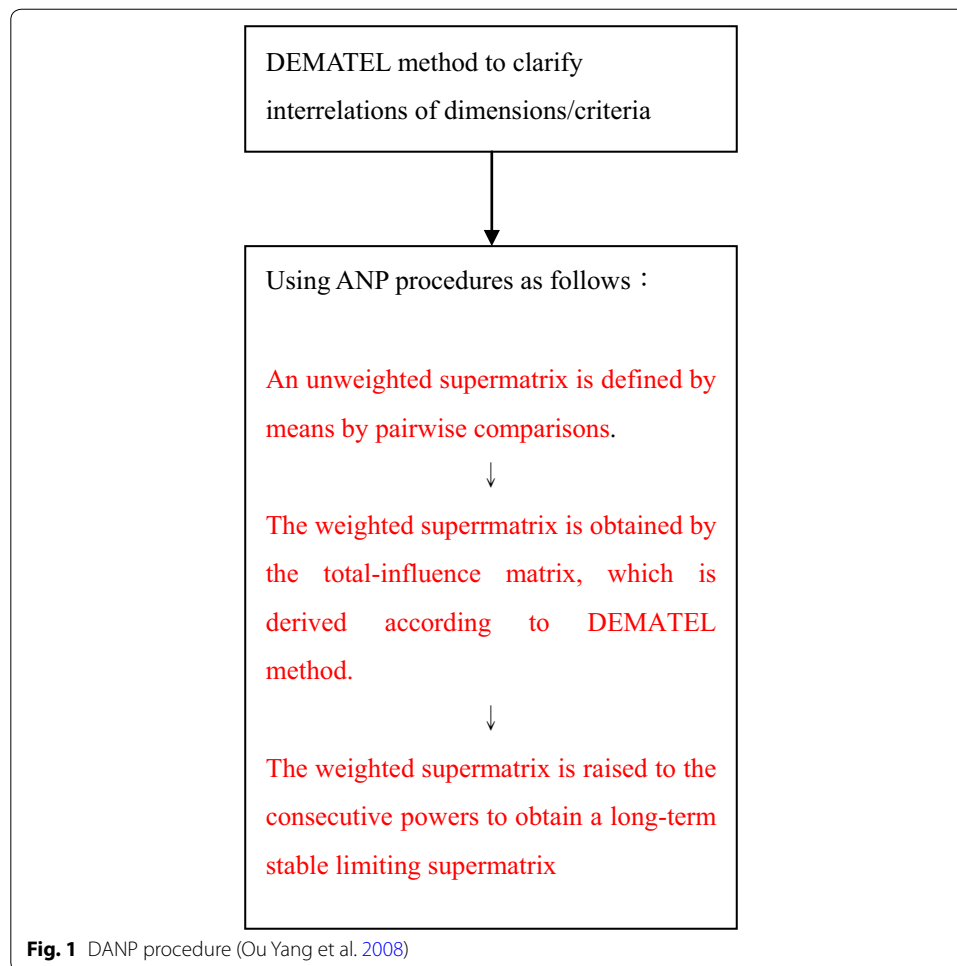 DEMATEL method to clarify
interrelations of dimensions/criteria
Using ANP procedures as follows：
An unweighted supermatrix is defined by
means by pairwise comparisons.
↓
The weighted superrmatrix is obtained by
the total-influence matrix, which is
derived according to DEMATEL
method.
↓
The weighted supermatrix is raised to the
consecutive powers to obtain a long-term
stable limiting supermatrix
Fig. 1 DANP procedure (Ou Yang et al. 2008)